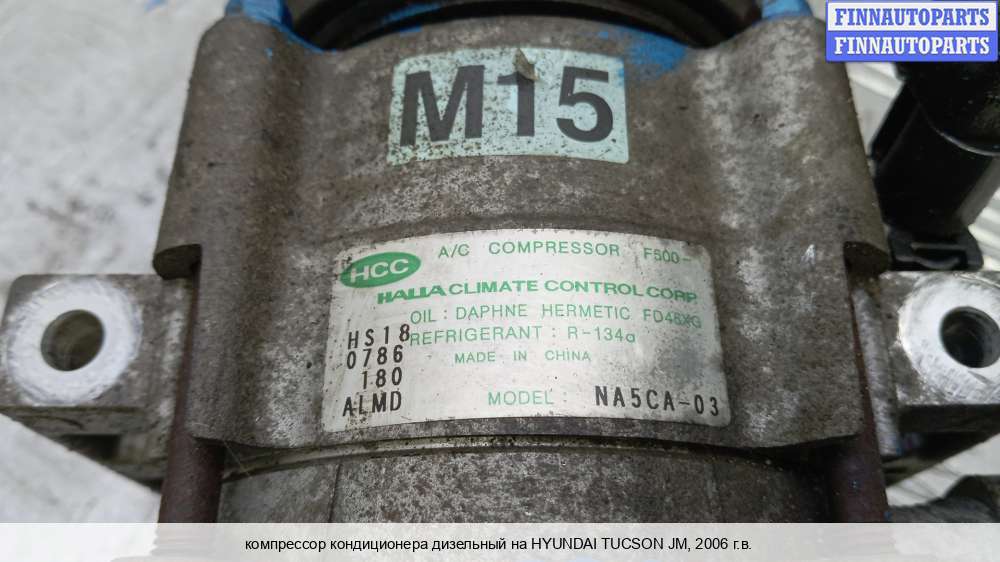 FINNAUTOPARTS
FINNAUTOPARTS
M15
HCC
A/C COMPRESSOR F500-
HALLA CLIMATE CONTROL CORP.
OIL : DAPHNE HERMETIC FD46XG
REFRIGERANT : R-134a
MADE IN CHINA
HS18
0786
180
ALMD
MODEL : NA5CA-03
компрессор кондиционера дизельный на HYUNDAI TUCSON JM, 2006 г.в.